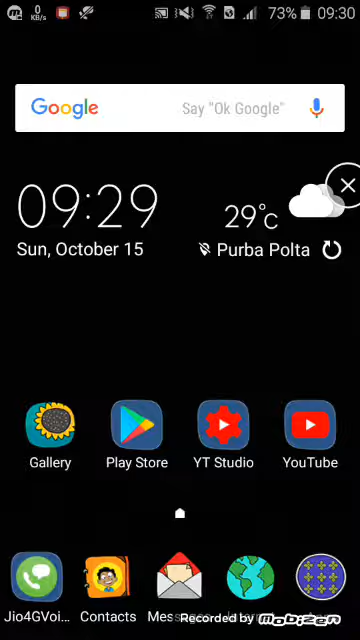 0 KB/s 73% 09:30
Google Say "Ok Google"
09:29 29°C
Sun, October 15 Purba Polta
Gallery Play Store YT Studio YouTube
Jio4GVoi... Contacts
Recorded by Mobizen